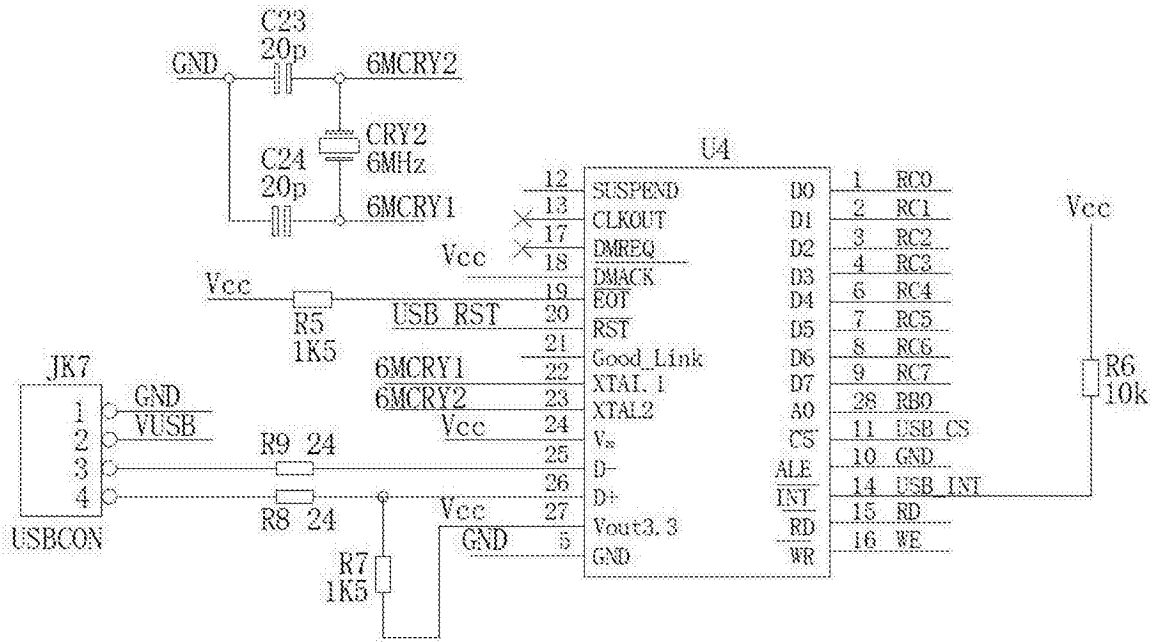 C23
20p
GND
6MCRY2
CRY2
6MHz
C24
20p
6MCRY1
U4
12 SUSPEND D0 1 RC0
13 CLKOUT D1 2 RC1
17 DMREQ D2 3 RC2
Vcc 18 DMACK D3 4 RC3
Vcc 19 EOT D4 6 RC4
R5
1K5
USB RST 20 RST D5 7 RC5
21 Good_Link D6 8 RC6
6MCRY1 22 XTAL1 D7 9 RC7
6MCRY2 23 XTAL2 A0 28 RB0
Vcc 24 CS 11 USB CS
25 D- ALE 10 GND
26 D+ INT 14 USB_INT
Vcc 27 Vout3.3 RD 15 RD
GND 5 GND WR 16 WE
Vcc
R6
10k
JK7
1 GND
2 VUSB
3 R9 24
4 R8 24
USBCON
R7
1K5